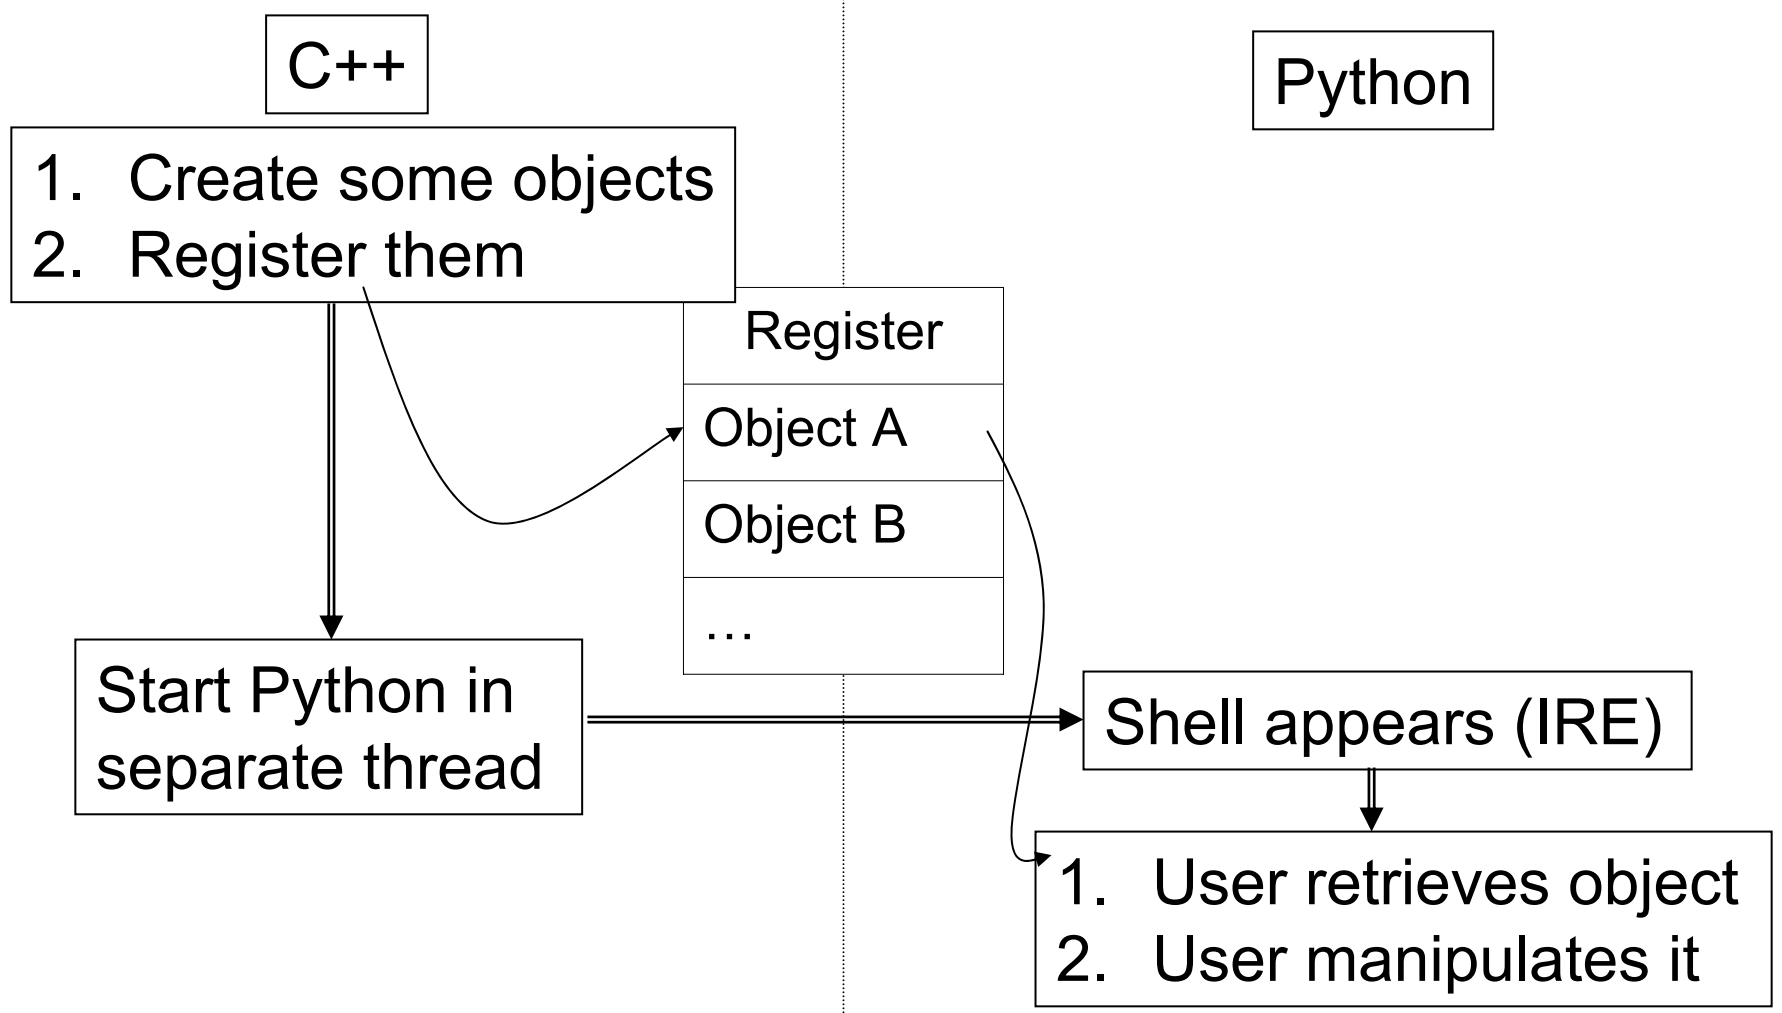 C++
Python
1. Create some objects
2. Register them
Register
Object A
Object B
…
Start Python in
separate thread
Shell appears (IRE)
1. User retrieves object
2. User manipulates it